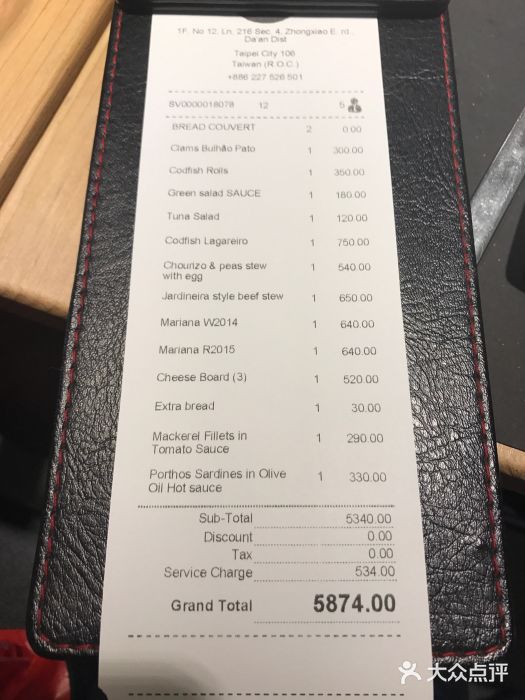 1F, No 12, Ln, 216 Sec. 4, Zhongxiao E. rd.,
Da'an Dist
Taipei City 106
Taiwan (R.O.C.)
+886 227 526 501
SV0000018078 12 5
BREAD COUVERT 2 0.00
Clams Bulhão Pato 1 300.00
Codfish Rolls 1 350.00
Green salad SAUCE 1 180.00
Tuna Salad 1 120.00
Codfish Lagareiro 1 750.00
Chourizo & peas stew 1 540.00
with egg
Jardineira style beef stew 1 650.00
Mariana W2014 1 640.00
Mariana R2015 1 640.00
Cheese Board (3) 1 520.00
Extra bread 1 30.00
Mackerel Fillets in 1 290.00
Tomato Sauce
Porthos Sardines in Olive 1 330.00
Oil Hot sauce
Sub-Total 5340.00
Discount 0.00
Tax 0.00
Service Charge 534.00
Grand Total 5874.00
大众点评